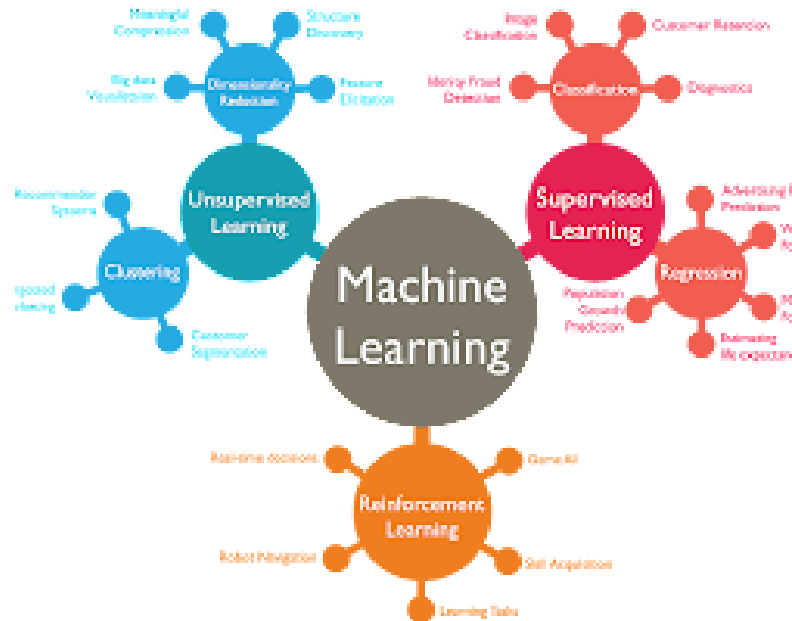 Meaningful
Compression
Structure
Discovery
Big data
Visualisation
Dimensionality
Reduction
Feature
Elicitation
Image
Classification
Customer Retention
Identity Fraud
Detection
Classification
Diagnostics
Unsupervised
Learning
Supervised
Learning
Recommender
Systems
Clustering
Customer
Segmentation
Machine
Learning
Advertising
Prediction
Regression
Population
Growth
Prediction
Estimating
life expectanc
Real-time decisions
Game AI
Reinforcement
Learning
Robot Navigation
Skill Acquisition
Learning Tasks